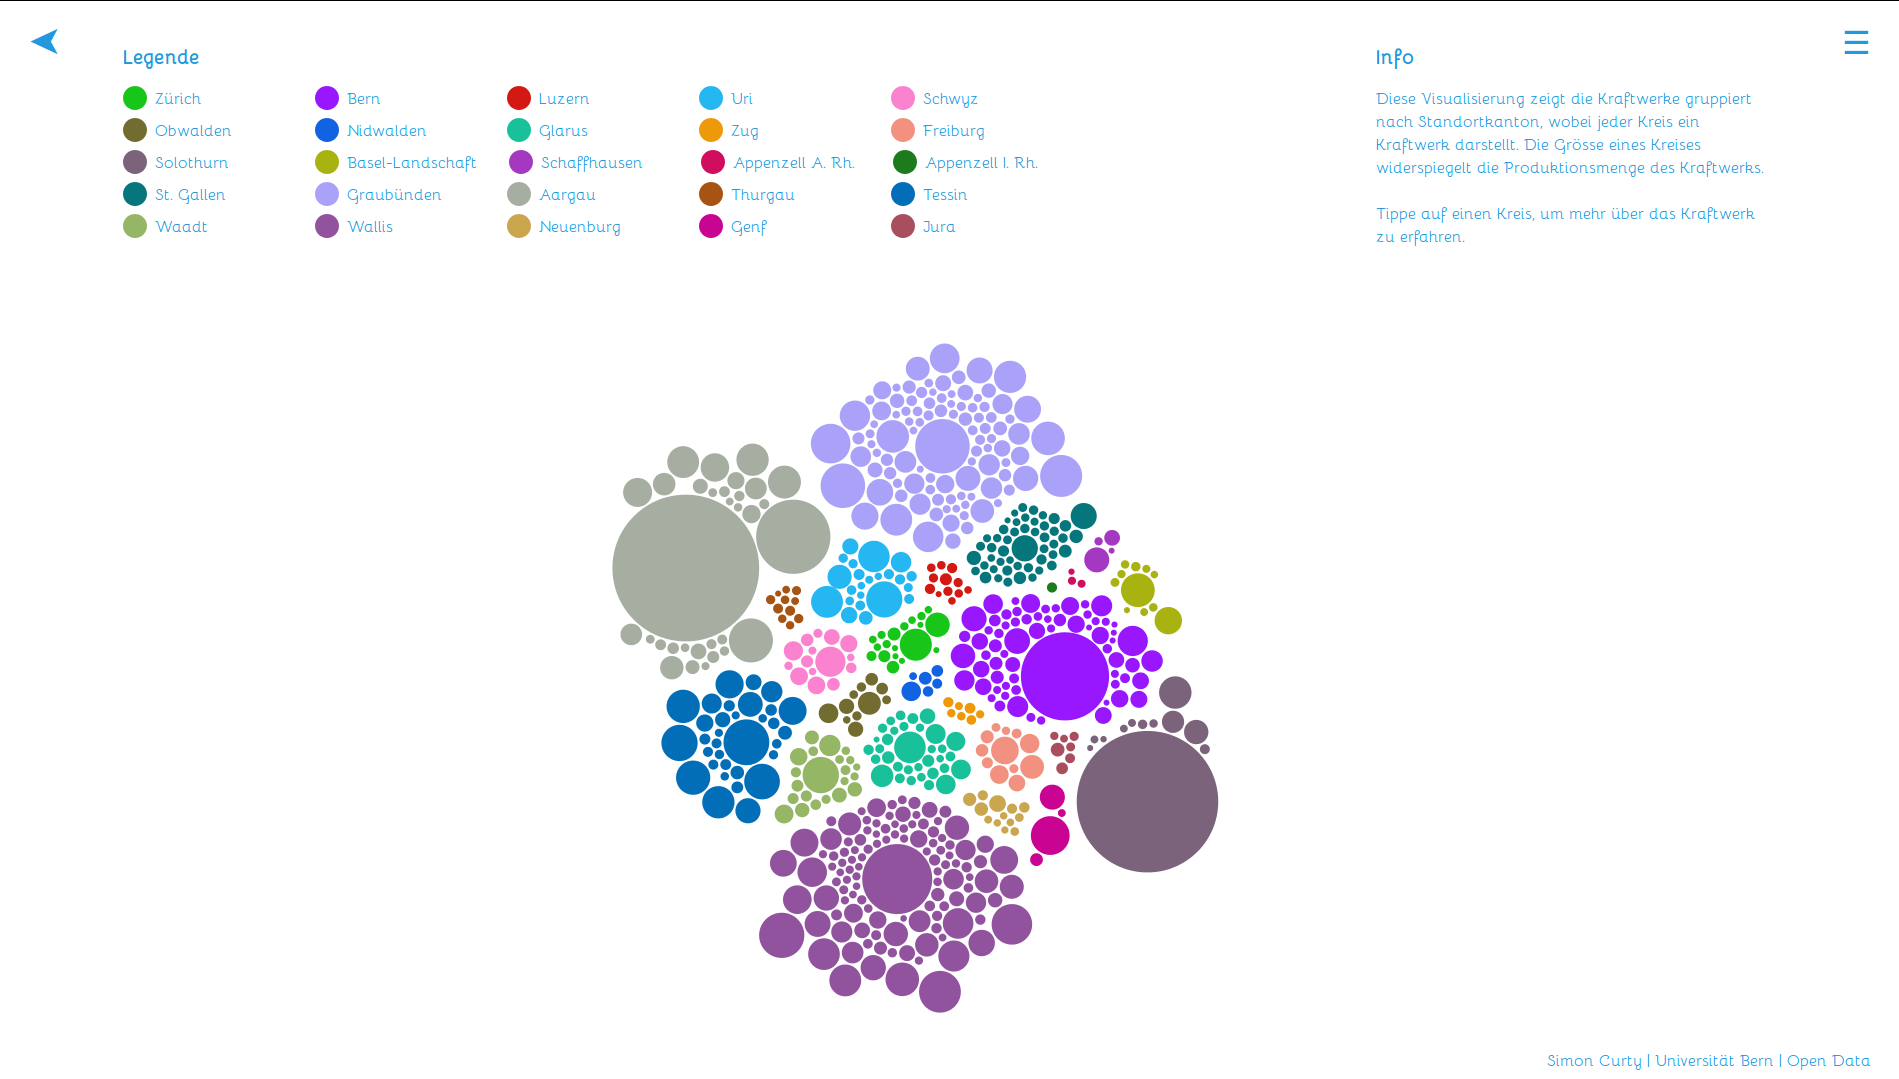 Legende
Zürich
Bern
Luzern
Uri
Schwyz
Obwalden
Nidwalden
Glarus
Zug
Freiburg
Solothurn
Basel-Landschaft
Schaffhausen
Appenzell A. Rh.
Appenzell I. Rh.
St. Gallen
Graubünden
Aargau
Thurgau
Tessin
Waadt
Wallis
Neuenburg
Genf
Jura
Info
Diese Visualisierung zeigt die Kraftwerke gruppiert
nach Standortkanton, wobei jeder Kreis ein
Kraftwerk darstellt. Die Grösse eines Kreises
widerspiegelt die Produktionsmenge des Kraftwerks.
Tippe auf einen Kreis, um mehr über das Kraftwerk
zu erfahren.
Simon Curty | Universität Bern | Open Data